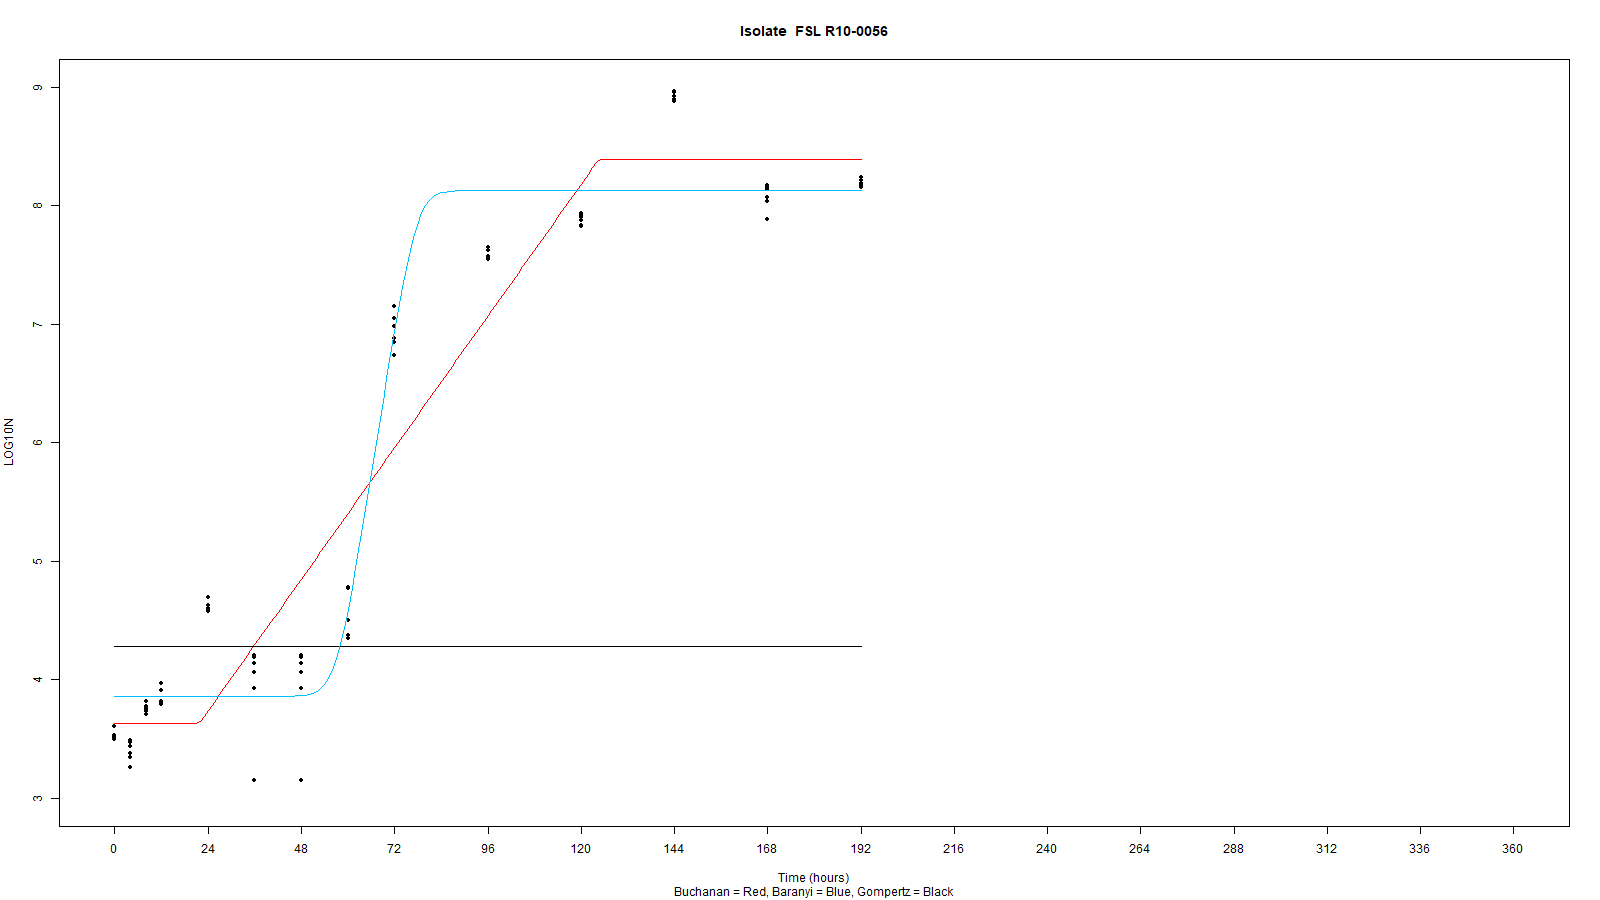 Isolate  FSL R10-0056
LOG10N
9
8
7
6
5
4
3
0 24 48 72 96 120 144 168 192 216 240 264 288 312 336 360
Time (hours)
Buchanan = Red, Baranyi = Blue, Gompertz = Black